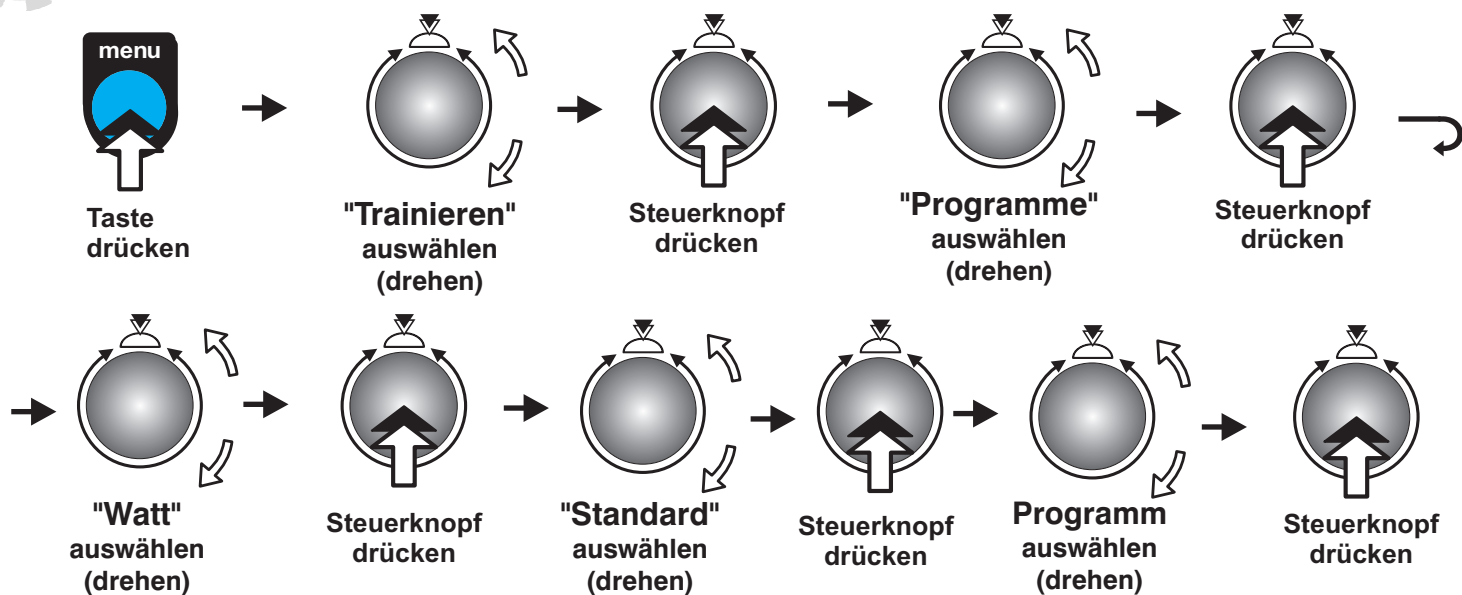 menu
Taste
drücken
"Trainieren"
auswählen
(drehen)
Steuerknopf
drücken
"Programme"
auswählen
(drehen)
Steuerknopf
drücken
"Watt"
auswählen
(drehen)
Steuerknopf
drücken
"Standard"
auswählen
(drehen)
Steuerknopf
drücken
Programm
auswählen
(drehen)
Steuerknopf
drücken